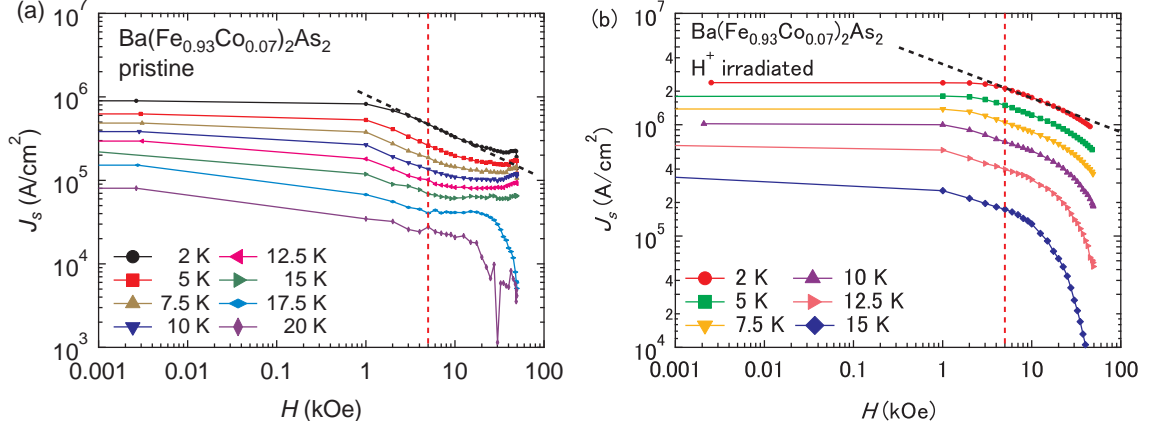 (a)
Ba(Fe0.93Co0.07)2As2
pristine
10^7
10^6
10^5
10^4
10^3
Js (A/cm^2)
2 K
5 K
7.5 K
10 K
12.5 K
15 K
17.5 K
20 K
0.001 0.01 0.1 1 10 100
H (kOe)
(b)
Ba(Fe0.93Co0.07)2As2
H+ irradiated
10^7
4
2
10^6
4
2
10^5
4
2
10^4
Js (A/cm^2)
2 K
5 K
7.5 K
10 K
12.5 K
15 K
0.001 0.01 0.1 1 10 100
H (kOe)